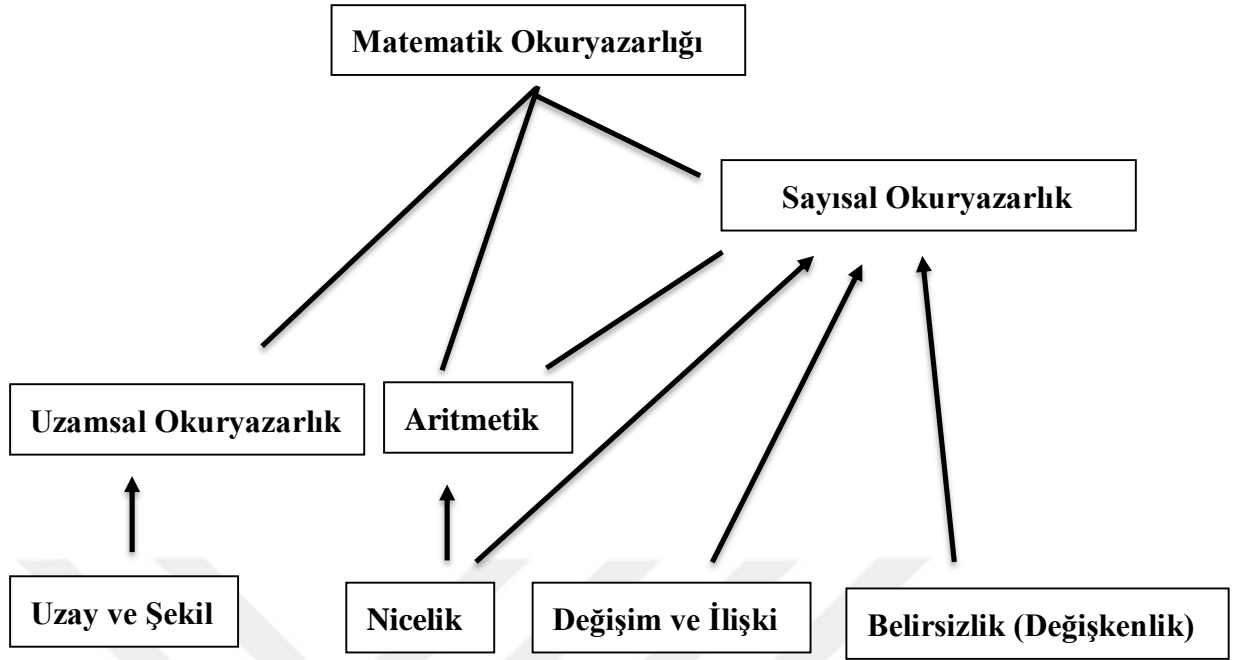 Matematik Okuryazarlığı
Sayısal Okuryazarlık
Uzamsal Okuryazarlık
Aritmetik
Uzay ve Şekil
Nicelik
Değişim ve İlişki
Belirsizlik (Değişkenlik)